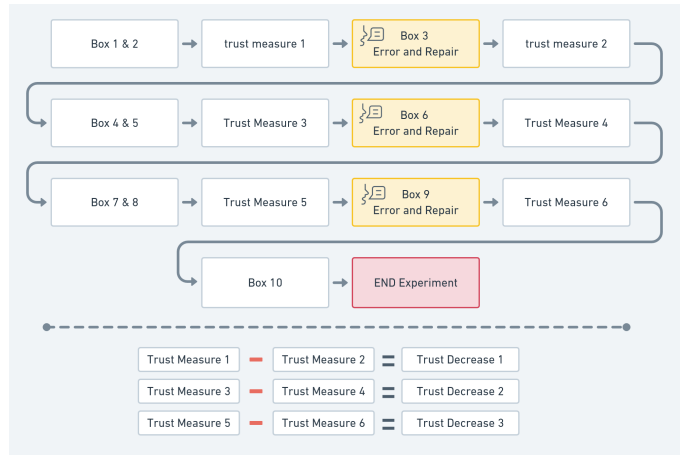 Box 1 & 2
trust measure 1
Box 3
Error and Repair
trust measure 2
Box 4 & 5
Trust Measure 3
Box 6
Error and Repair
Trust Measure 4
Box 7 & 8
Trust Measure 5
Box 9
Error and Repair
Trust Measure 6
Box 10
END Experiment
Trust Measure 1 − Trust Measure 2 = Trust Decrease 1
Trust Measure 3 − Trust Measure 4 = Trust Decrease 2
Trust Measure 5 − Trust Measure 6 = Trust Decrease 3